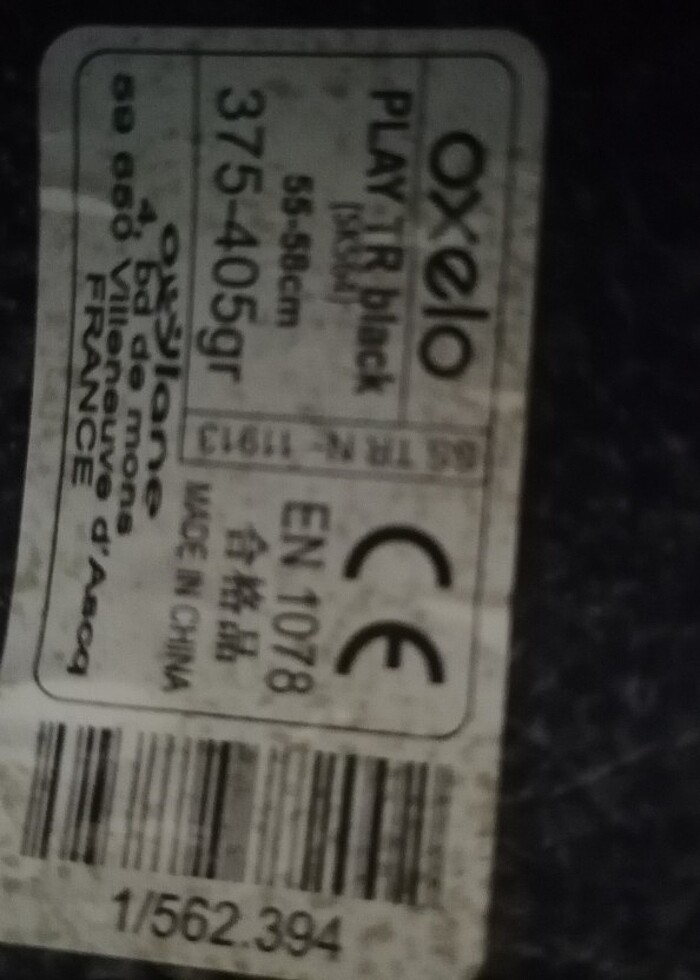 oxelo
PLAY TR black
55-58cm
375-405gr
11913
CE
EN 1078
合格品
MADE IN CHINA
oxylane
4, bd de mons
59 650 Villeneuve d'Ascq
FRANCE
1/562.394